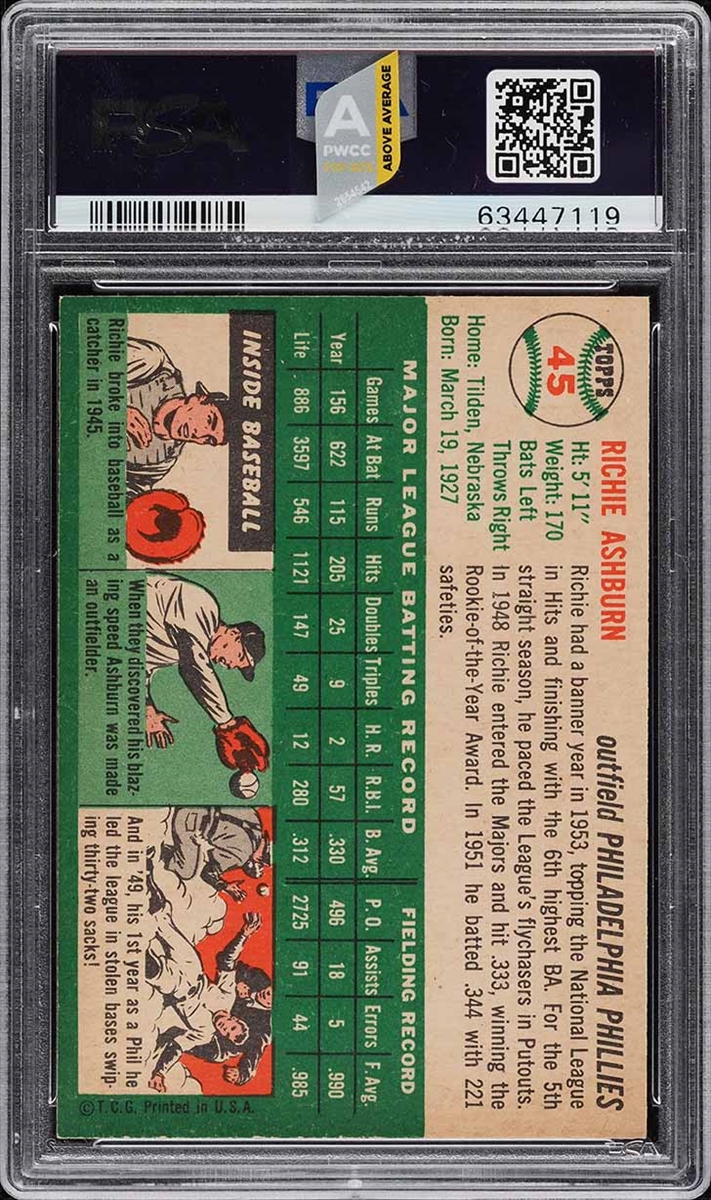 PSA
A
PWCC
ABOVE AVERAGE
2654542
63447119
TOPPS
45
RICHIE ASHBURN
outfield PHILADELPHIA PHILLIES
Ht: 5' 11"
Weight: 170
Bats Left
Throws Right
Home: Tilden, Nebraska
Born: March 19, 1927
Richie had a banner year in 1953, topping the National League
in Hits and finishing with the 6th highest BA. For the 5th
straight season, he paced the League's flychasers in Putouts.
In 1948 Richie entered the Majors and hit .333, winning the
Rookie-of-the-Year Award. In 1951 he batted .344 with 221
safeties.
MAJOR LEAGUE BATTING RECORD FIELDING RECORD
Games At Bat Runs Hits Doubles Triples H. R. R.B.I. B. Avg. P. O. Assists Errors F. Avg.
Year 156 622 115 205 25 9 2 57 .330 496 18 5 .990
Life 886 3597 546 1121 147 49 12 280 .312 2725 91 44 .985
INSIDE BASEBALL
Richie broke into baseball as a
catcher in 1945.
When they discovered his blaz-
ing speed Ashburn was made
an outfielder.
And in '49, his 1st year as a Phil he
led the league in stolen bases swip-
ing thirty-two sacks!
©T.C.G. Printed in U.S.A.
PSA